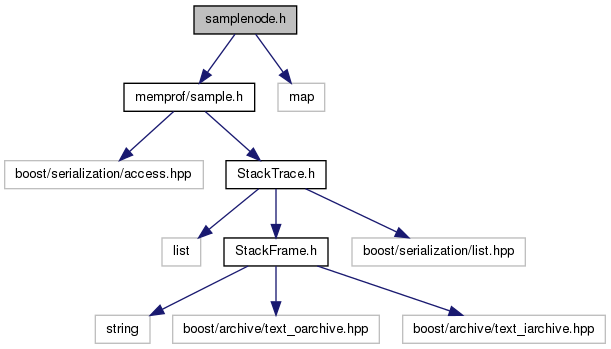 samplenode.h
memprof/sample.h
map
boost/serialization/access.hpp
StackTrace.h
list
StackFrame.h
boost/serialization/list.hpp
string
boost/archive/text_oarchive.hpp
boost/archive/text_iarchive.hpp